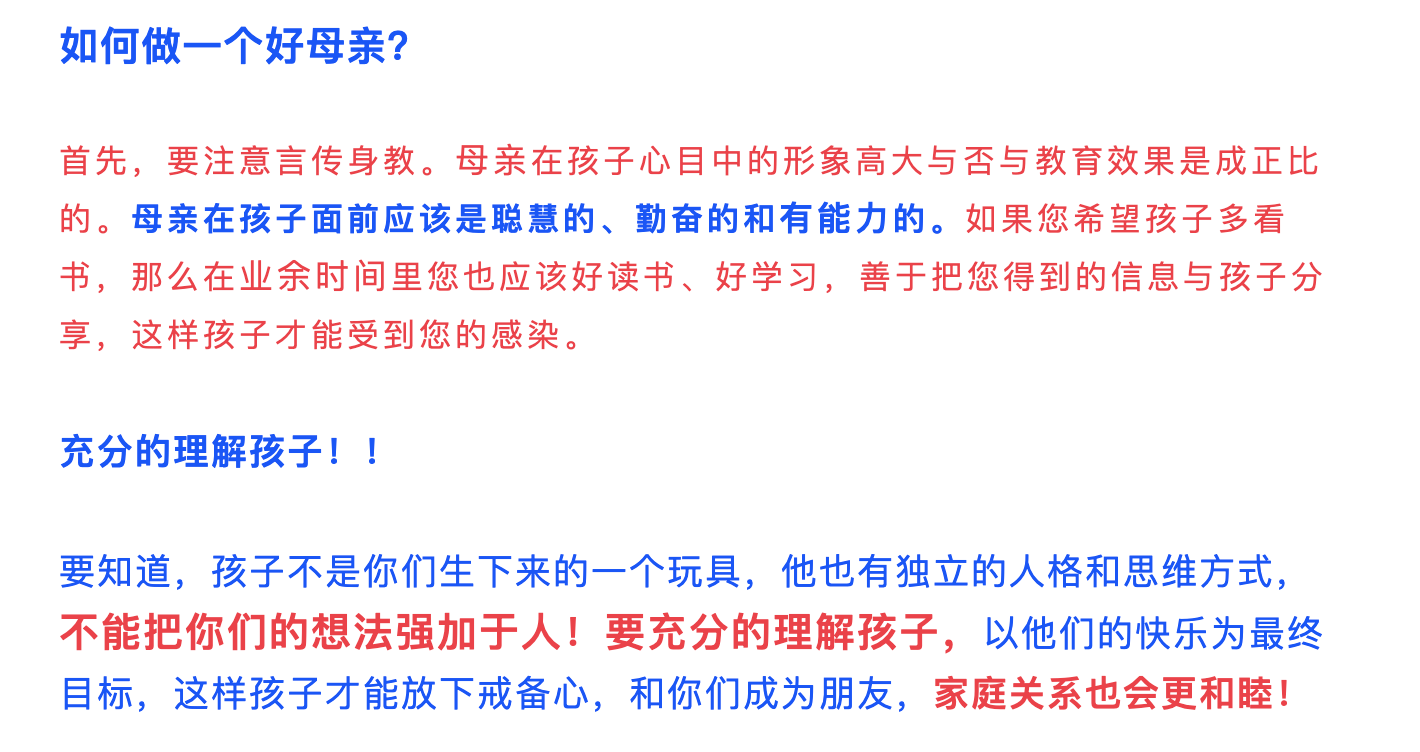 如何做一个好母亲？
首先，要注意言传身教。母亲在孩子心目中的形象高大与否与教育效果是成正比
的。母亲在孩子面前应该是聪慧的、勤奋的和有能力的。如果您希望孩子多看
书，那么在业余时间里您也应该好读书、好学习，善于把您得到的信息与孩子分
享，这样孩子才能受到您的感染。
充分的理解孩子！！
要知道，孩子不是你们生下来的一个玩具，他也有独立的人格和思维方式，
不能把你们的想法强加于人！要充分的理解孩子，以他们的快乐为最终
目标，这样孩子才能放下戒备心，和你们成为朋友，家庭关系也会更和睦！